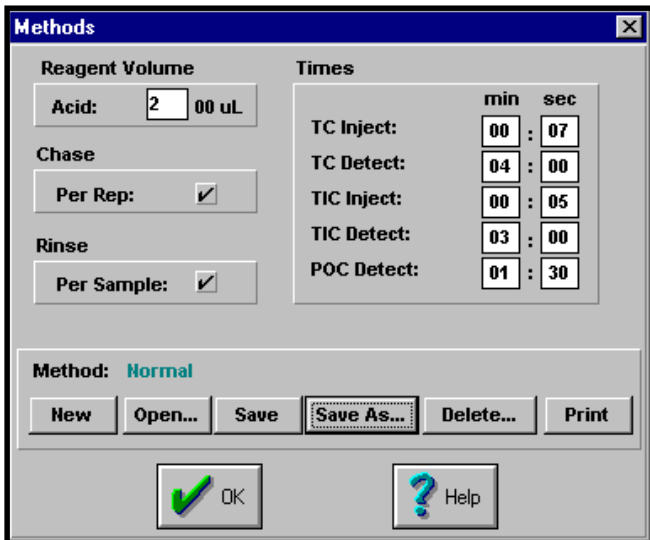 Methods
Reagent Volume
Acid: 2 00 uL
Chase
Per Rep:
Rinse
Per Sample:
Times
min sec
TC Inject: 00 : 07
TC Detect: 04 : 00
TIC Inject: 00 : 05
TIC Detect: 03 : 00
POC Detect: 01 : 30
Method: Normal
New Open... Save Save As... Delete... Print
OK Help